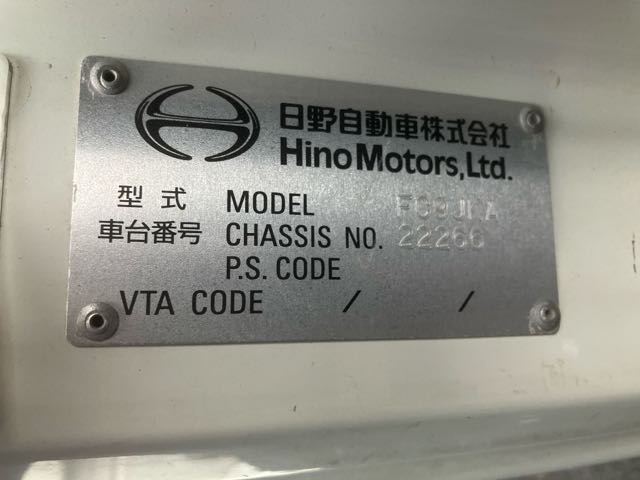 日野自動車株式会社
Hino Motors, Ltd.
型式 MODEL FG9JMA
車台番号 CHASSIS NO. 22266
P.S. CODE
VTA CODE / /